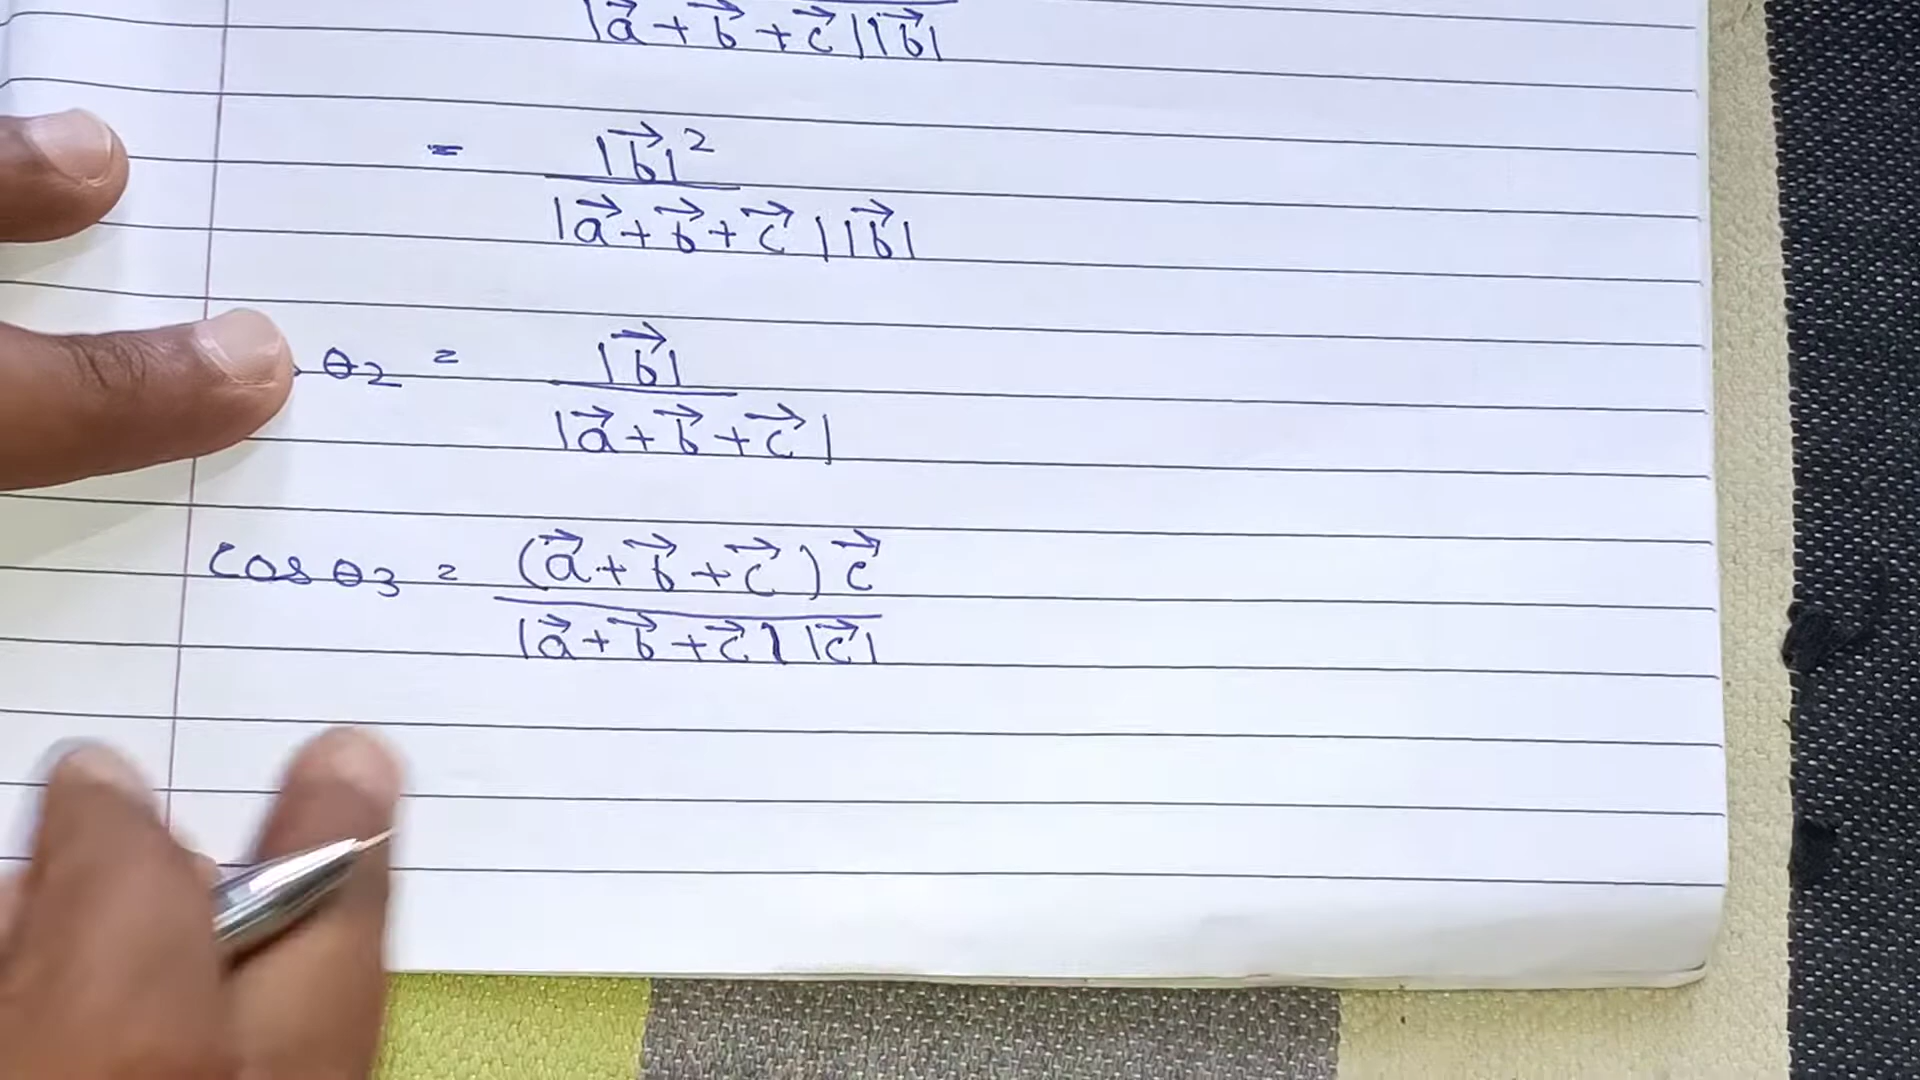 |a⃗ + b⃗ + c⃗||b⃗|
= |b⃗|²
|a⃗ + b⃗ + c⃗||b⃗|
θ₂ = |b⃗|
|a⃗ + b⃗ + c⃗|
cos θ₃ = (a⃗ + b⃗ + c⃗) c⃗
|a⃗ + b⃗ + c⃗| |c⃗|